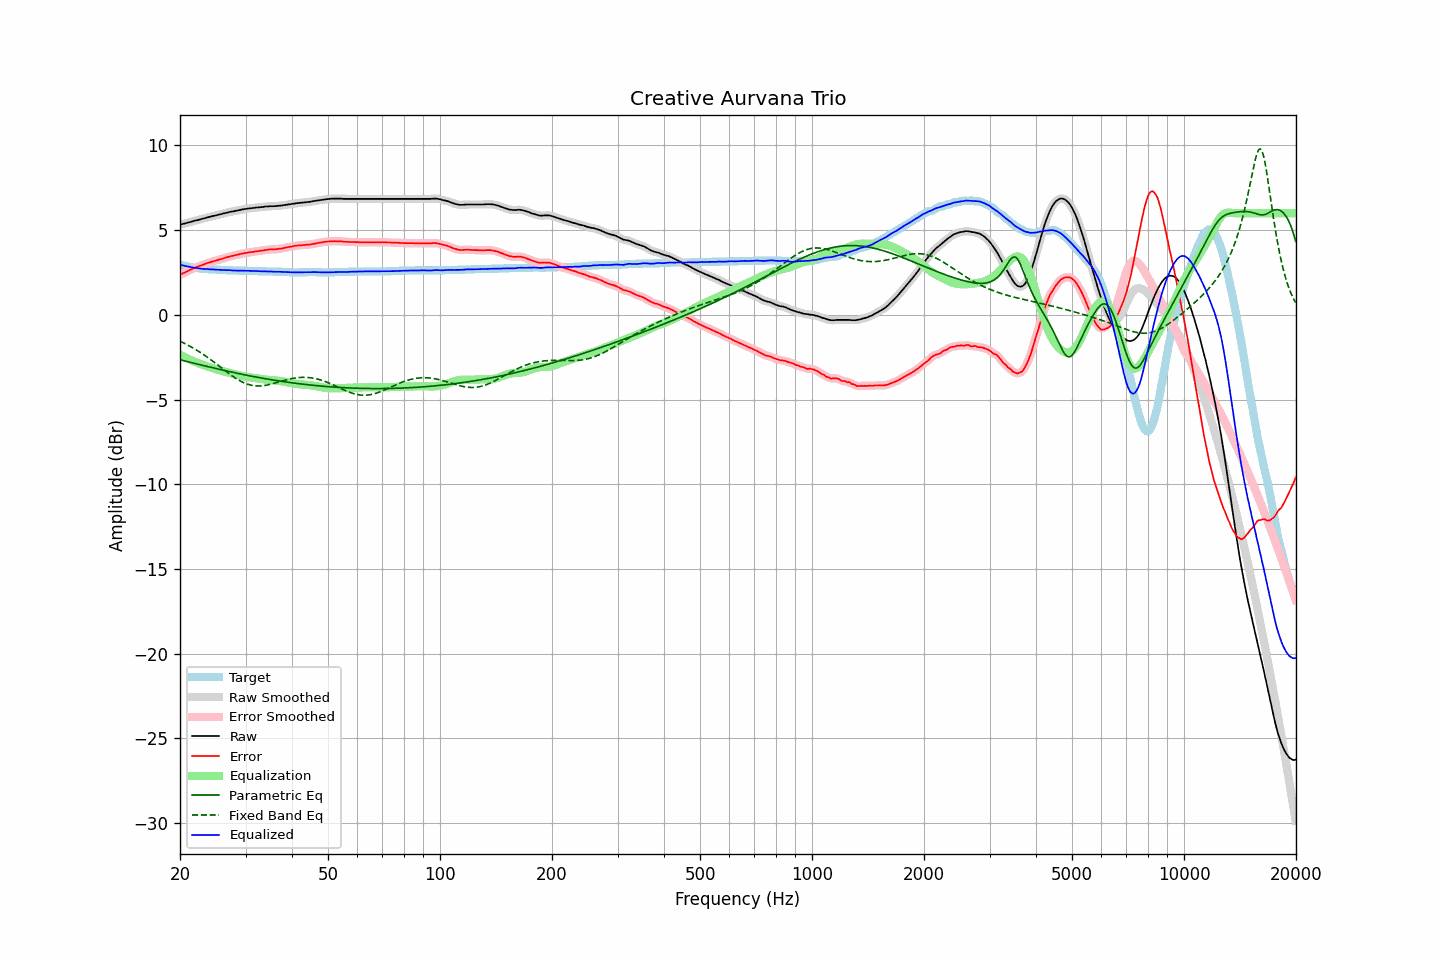 Creative Aurvana Trio
Amplitude (dBr)
10
5
0
−5
−10
−15
−20
−25
−30
Target
Raw Smoothed
Error Smoothed
Raw
Error
Equalization
Parametric Eq
Fixed Band Eq
Equalized
20 50 100 200 500 1000 2000 5000 10000 20000
Frequency (Hz)